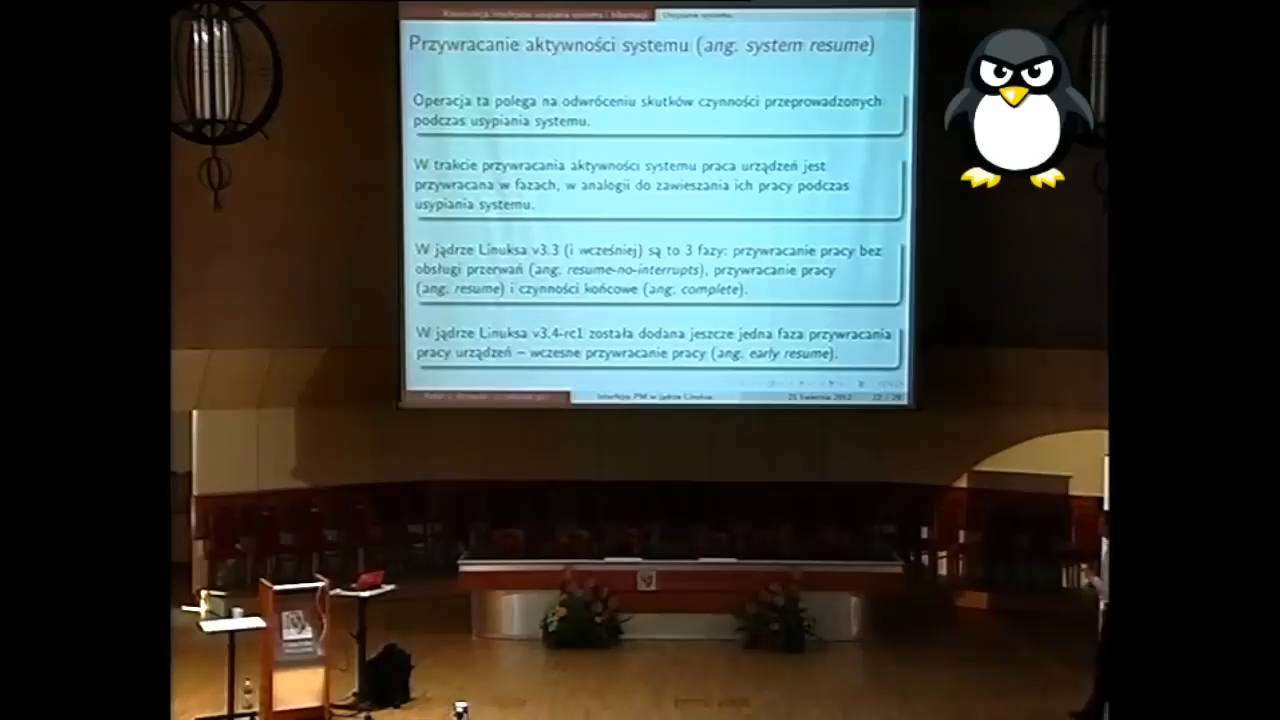 Usypianie systemu
Przywracanie aktywności systemu (ang. system resume)
Operacja ta polega na odwróceniu skutków czynności przeprowadzonych
podczas usypiania systemu.
W trakcie przywracania aktywności systemu praca urządzeń jest
przywracana w fazach, w analogii do zawieszania ich pracy podczas
usypiania systemu.
W jądrze Linuksa v3.3 (i wcześniej) są to 3 fazy: przywracanie pracy bez
obsługi przerwań (ang. resume-no-interrupts), przywracanie pracy
(ang. resume) i czynności końcowe (ang. complete).
W jądrze Linuksa v3.4-rc1 została dodana jeszcze jedna faza przywracania
pracy urządzeń – wczesne przywracanie pracy (ang. early resume).
Interfejsy PM w jądrze Linuksa
21 kwietnia 2012